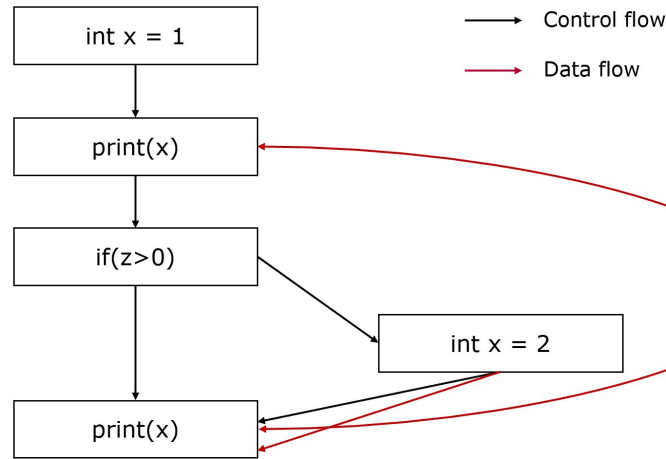 int x = 1
Control flow
Data flow
print(x)
if(z>0)
int x = 2
print(x)